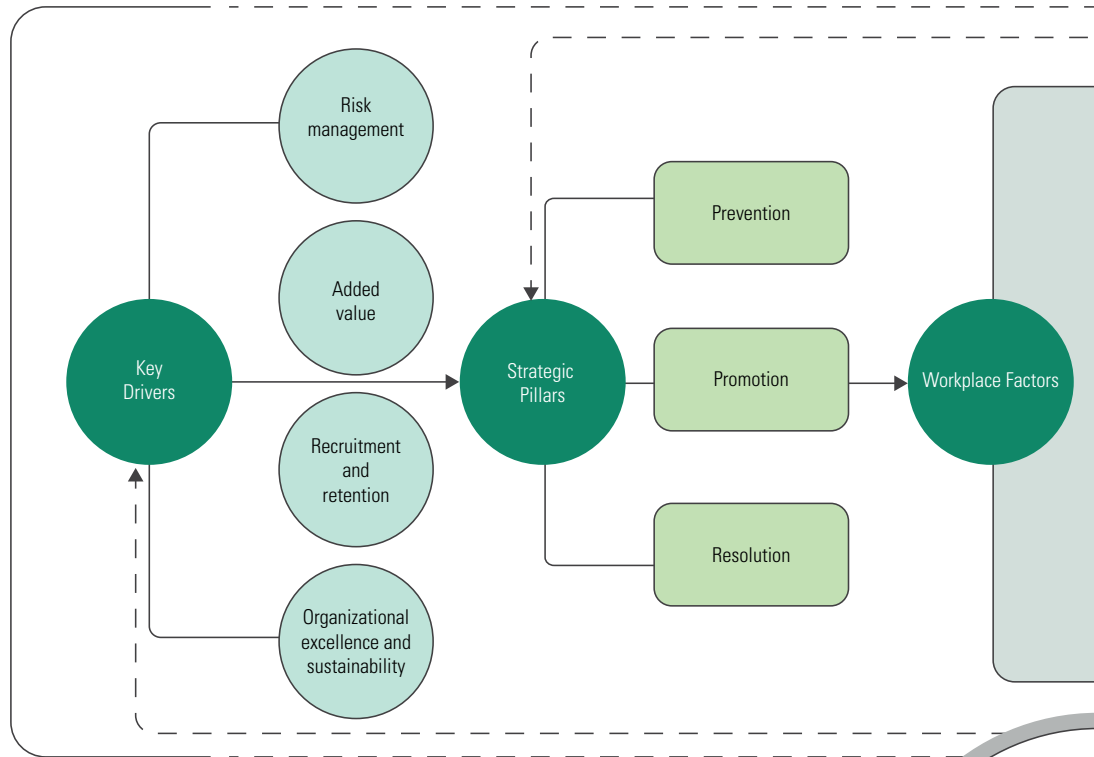 Key
Drivers
Risk
management
Added
value
Recruitment
and
retention
Organizational
excellence and
sustainability
Strategic
Pillars
Prevention
Promotion
Resolution
Workplace Factors